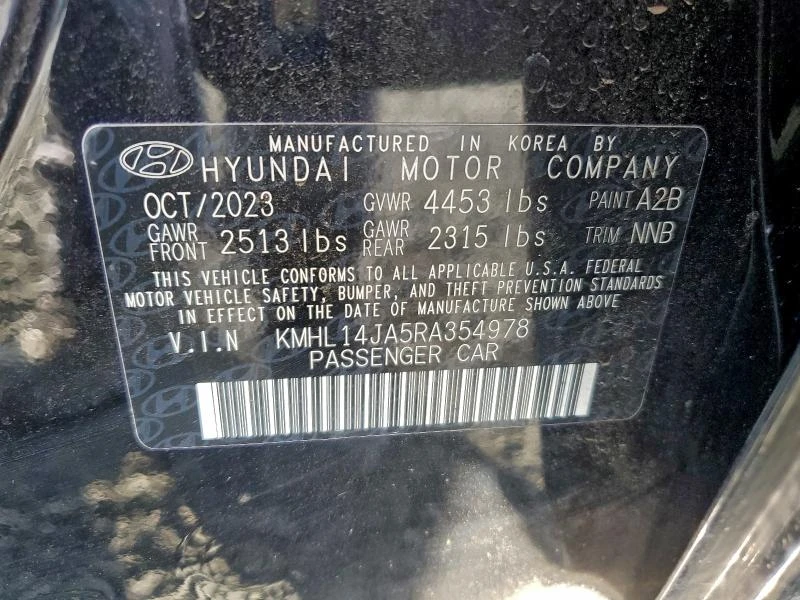 MANUFACTURED IN KOREA BY
HYUNDAI MOTOR COMPANY
OCT/2023 GVWR 4453 lbs PAINT A2B
GAWR FRONT 2513 lbs GAWR REAR 2315 lbs TRIM NNB
THIS VEHICLE CONFORMS TO ALL APPLICABLE U.S.A. FEDERAL
MOTOR VEHICLE SAFETY, BUMPER, AND THEFT PREVENTION STANDARDS
IN EFFECT ON THE DATE OF MANUFACTURE SHOWN ABOVE
V.I.N KMHL14JA5RA354978
PASSENGER CAR